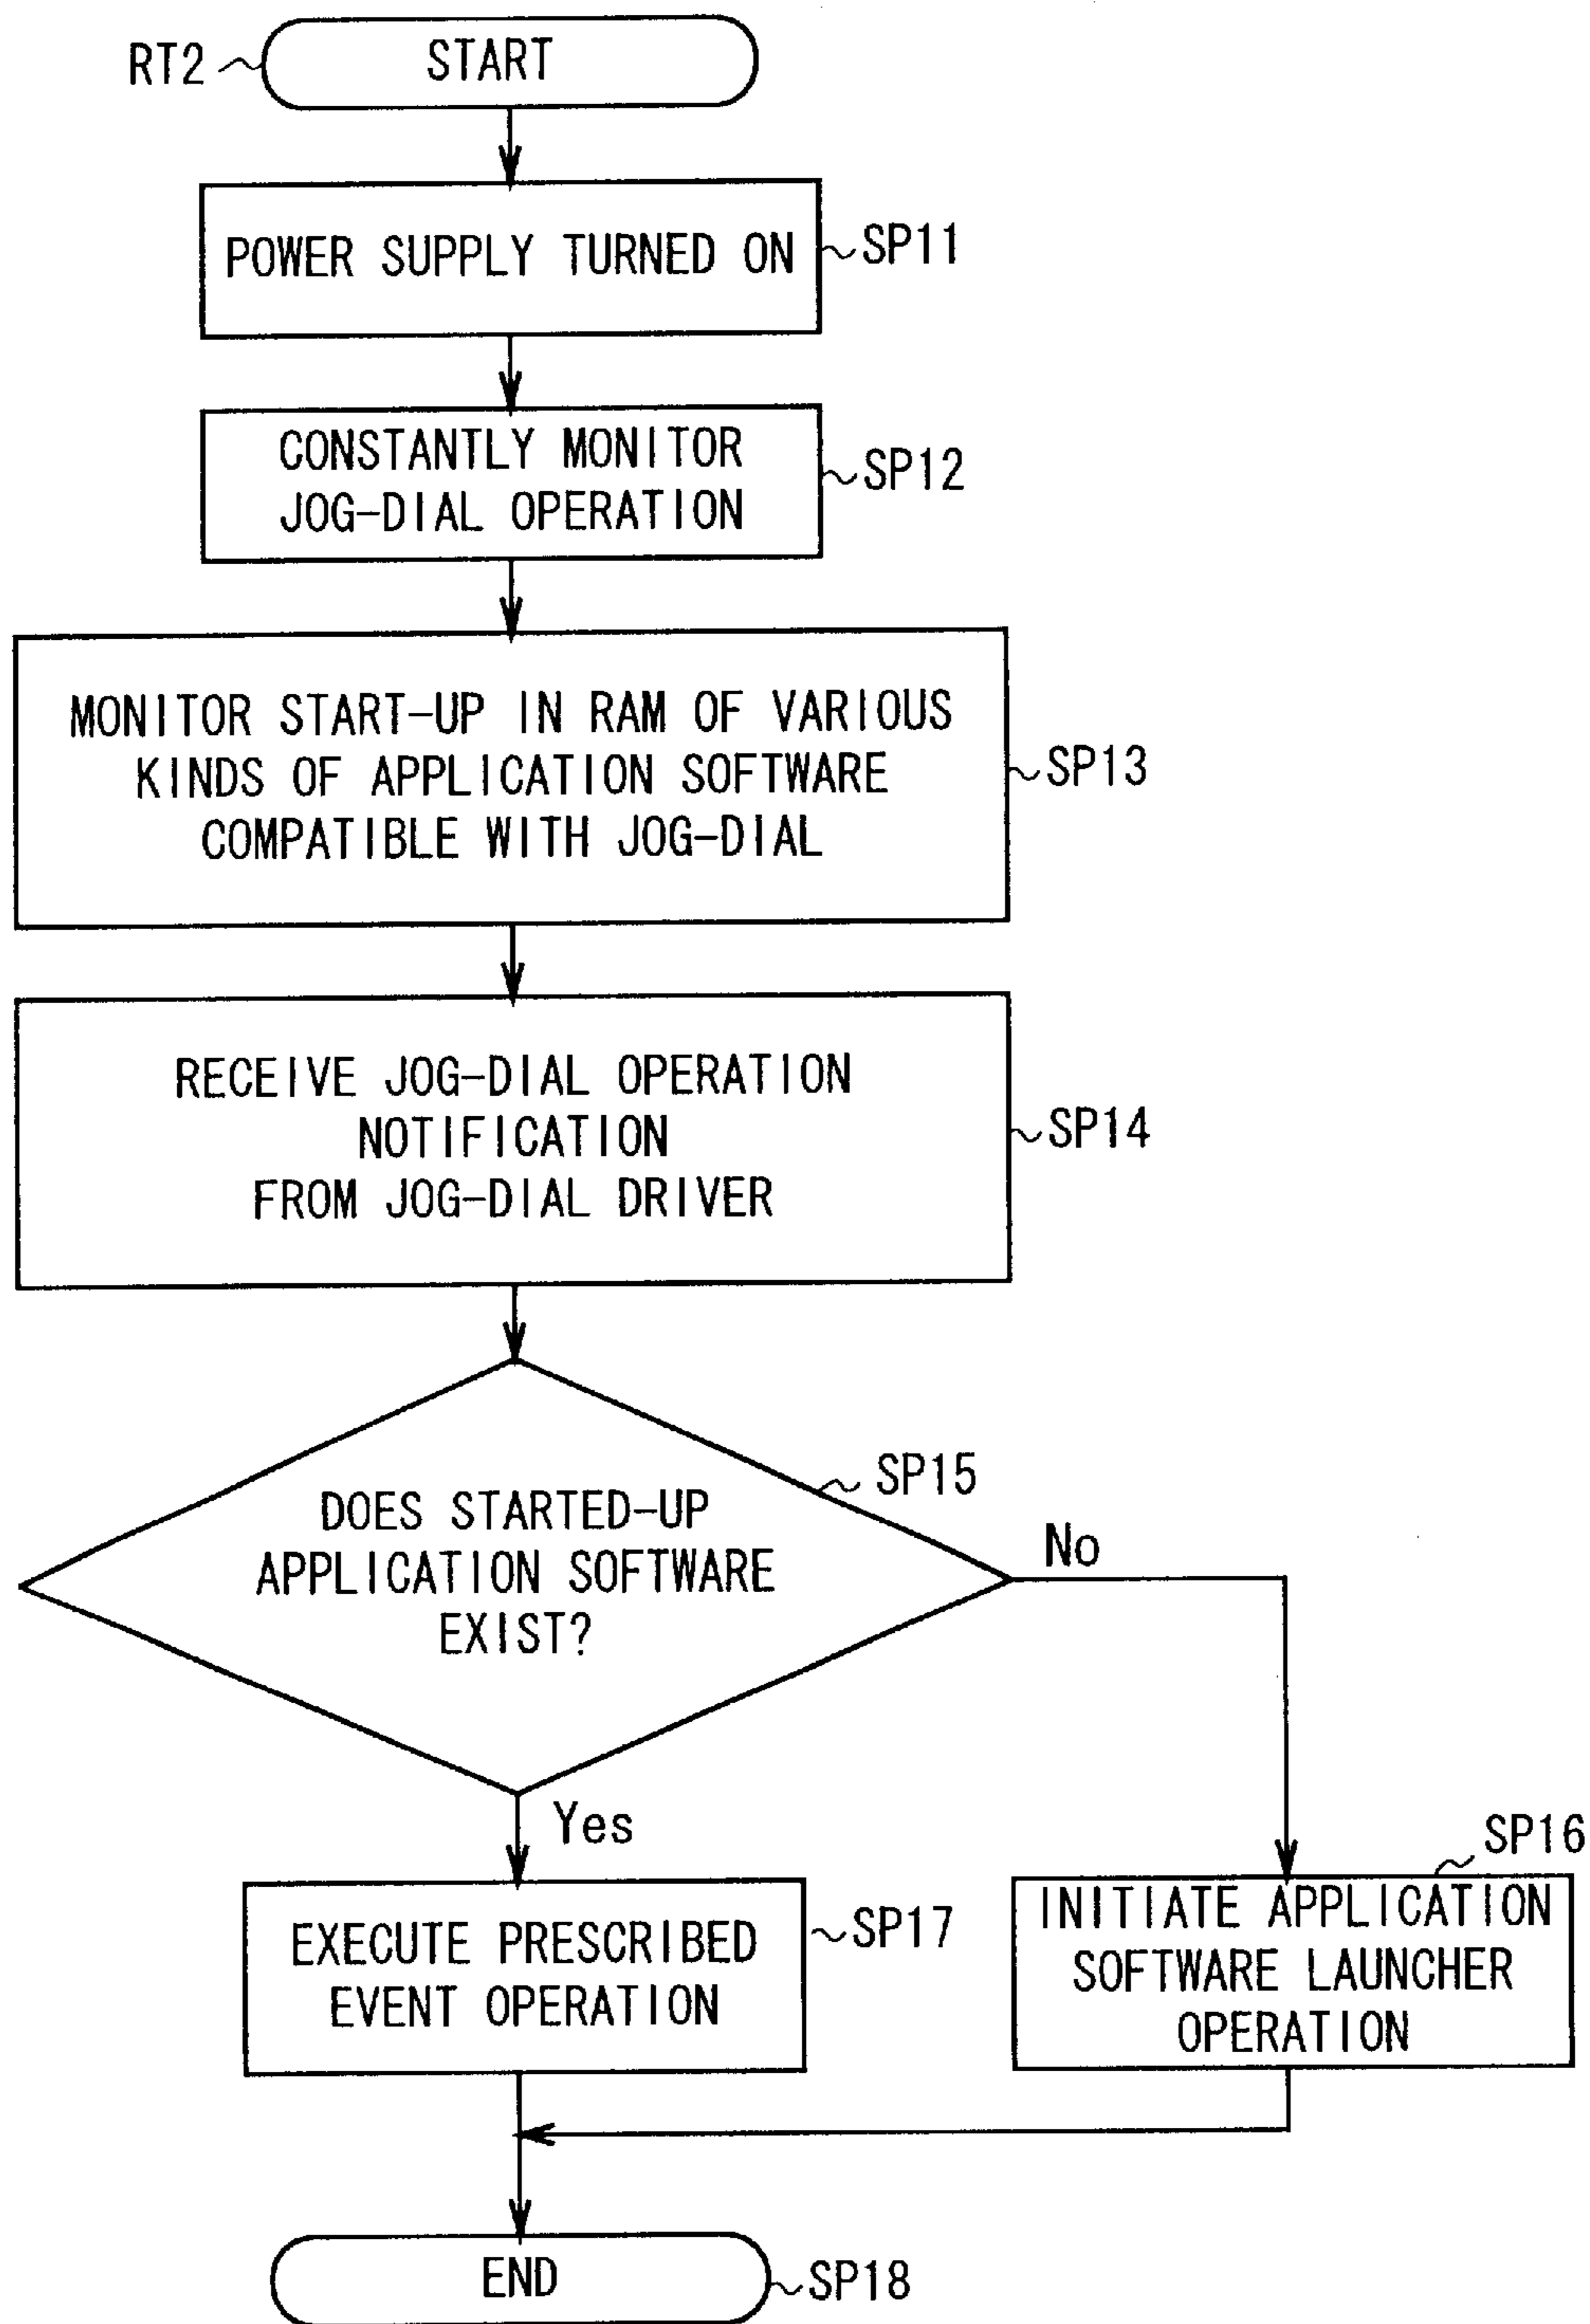 RT2
START
POWER SUPPLY TURNED ON
SP11
CONSTANTLY MONITOR
JOG-DIAL OPERATION
SP12
MONITOR START-UP IN RAM OF VARIOUS
KINDS OF APPLICATION SOFTWARE
COMPATIBLE WITH JOG-DIAL
SP13
RECEIVE JOG-DIAL OPERATION
NOTIFICATION
FROM JOG-DIAL DRIVER
SP14
SP15
DOES STARTED-UP
APPLICATION SOFTWARE
EXIST?
No
Yes
SP16
INITIATE APPLICATION
SOFTWARE LAUNCHER
OPERATION
EXECUTE PRESCRIBED
EVENT OPERATION
SP17
END
SP18